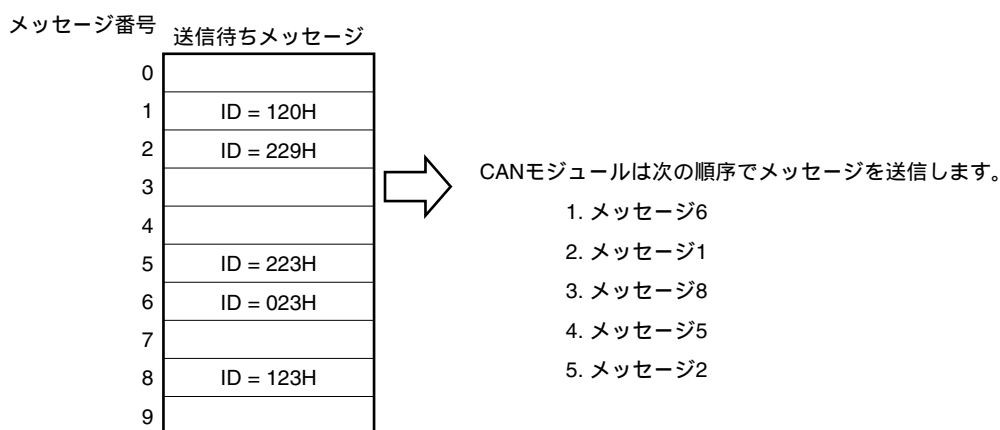 メッセージ番号
送信待ちメッセージ
0
1 ID = 120H
2 ID = 229H
3
4
5 ID = 223H
6 ID = 023H
7
8 ID = 123H
9
CANモジュールは次の順序でメッセージを送信します。
1. メッセージ6
2. メッセージ1
3. メッセージ8
4. メッセージ5
5. メッセージ2